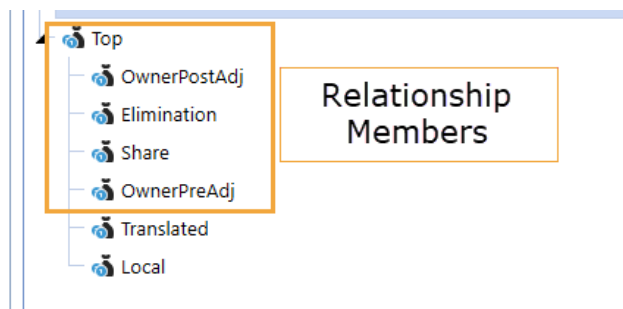 Top
OwnerPostAdj
Elimination
Share
OwnerPreAdj
Translated
Local
Relationship
Members